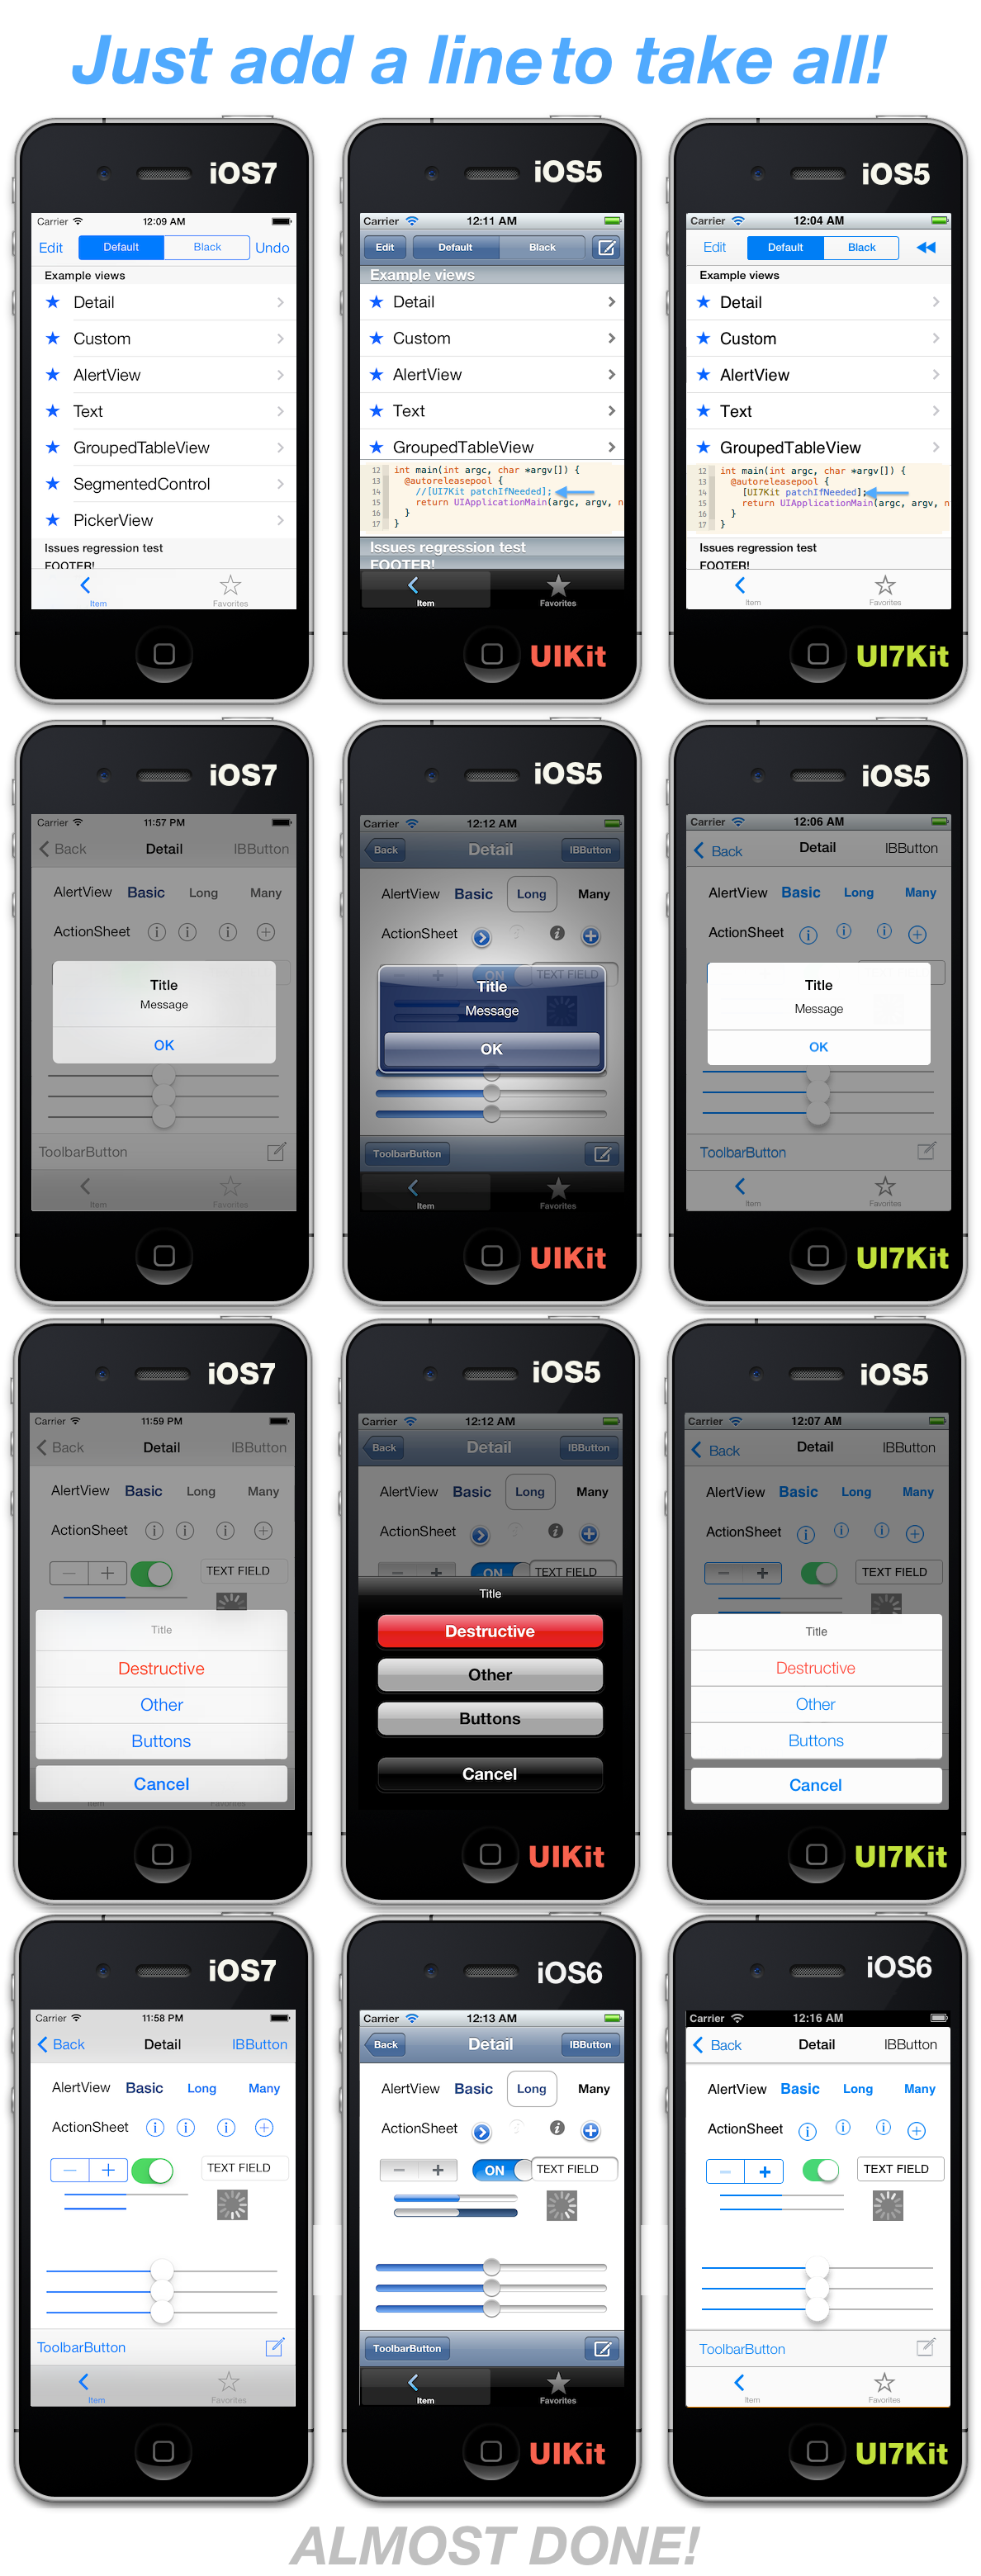 Just add a line to take all!
iOS7
Carrier 12:09 AM
Edit Default Black Undo
Example views
Detail
Custom
AlertView
Text
GroupedTableView
SegmentedControl
PickerView
Issues regression test
FOOTER!
Item Favorites
iOS5
Carrier 12:11 AM
Edit Default Black
Example views
Detail
Custom
AlertView
Text
GroupedTableView
12 int main(int argc, char *argv[]) {
13 @autoreleasepool {
14 //[UI7Kit patchIfNeeded];
15 return UIApplicationMain(argc, argv, n
16 }
17 }
Issues regression test
FOOTER!
Item Favorites
UIKit
iOS5
Carrier 12:04 AM
Edit Default Black
Example views
Detail
Custom
AlertView
Text
GroupedTableView
12 int main(int argc, char *argv[]) {
13 @autoreleasepool {
14 [UI7Kit patchIfNeeded];
15 return UIApplicationMain(argc, argv, n
16 }
17 }
Issues regression test
FOOTER!
Item Favorites
UI7Kit
iOS7
Carrier 11:57 PM
Back Detail IBButton
AlertView Basic Long Many
ActionSheet
Title
Message
OK
ToolbarButton
Item Favorites
iOS5
Carrier 12:12 AM
Back Detail IBButton
AlertView Basic Long Many
ActionSheet
ON TEXT FIELD
Title
Message
OK
ToolbarButton
Item Favorites
UIKit
iOS5
Carrier 12:06 AM
Back Detail IBButton
AlertView Basic Long Many
ActionSheet
Title
Message
OK
ToolbarButton
Item Favorites
UI7Kit
iOS7
Carrier 11:59 PM
Back Detail IBButton
AlertView Basic Long Many
ActionSheet
TEXT FIELD
Title
Destructive
Other
Buttons
Cancel
Item Favorites
iOS5
Carrier 12:12 AM
Back Detail IBButton
AlertView Basic Long Many
ActionSheet
ON TEXT FIELD
Title
Destructive
Other
Buttons
Cancel
UIKit
iOS5
Carrier 12:07 AM
Back Detail IBButton
AlertView Basic Long Many
ActionSheet
TEXT FIELD
Title
Destructive
Other
Buttons
Cancel
UI7Kit
iOS7
Carrier 11:58 PM
Back Detail IBButton
AlertView Basic Long Many
ActionSheet
TEXT FIELD
ToolbarButton
Item Favorites
iOS6
Carrier 12:13 AM
Back Detail IBButton
AlertView Basic Long Many
ActionSheet
ON TEXT FIELD
ToolbarButton
Item Favorites
UIKit
iOS6
Carrier 12:16 AM
Back Detail IBButton
AlertView Basic Long Many
ActionSheet
TEXT FIELD
ToolbarButton
Item Favorites
UI7Kit
ALMOST DONE!